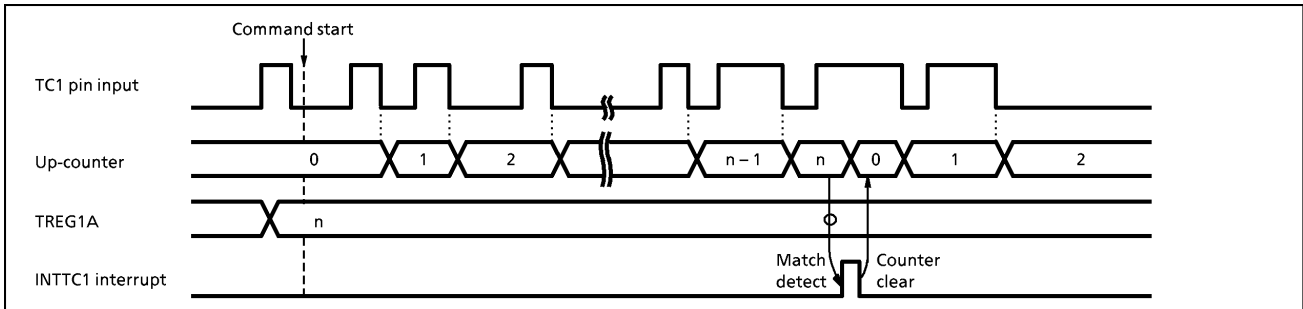 Command start
TC1 pin input
Up-counter 0 1 2 n – 1 n 0 1 2
TREG1A n
Match detect
Counter clear
INTTC1 interrupt